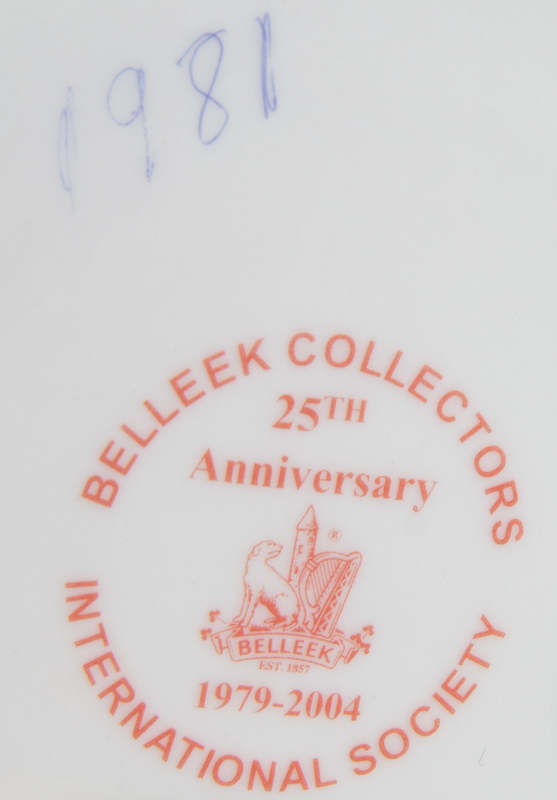 1981
BELLEEK COLLECTORS
25TH
Anniversary
®
BELLEEK
EST. 1857
1979-2004
INTERNATIONAL SOCIETY